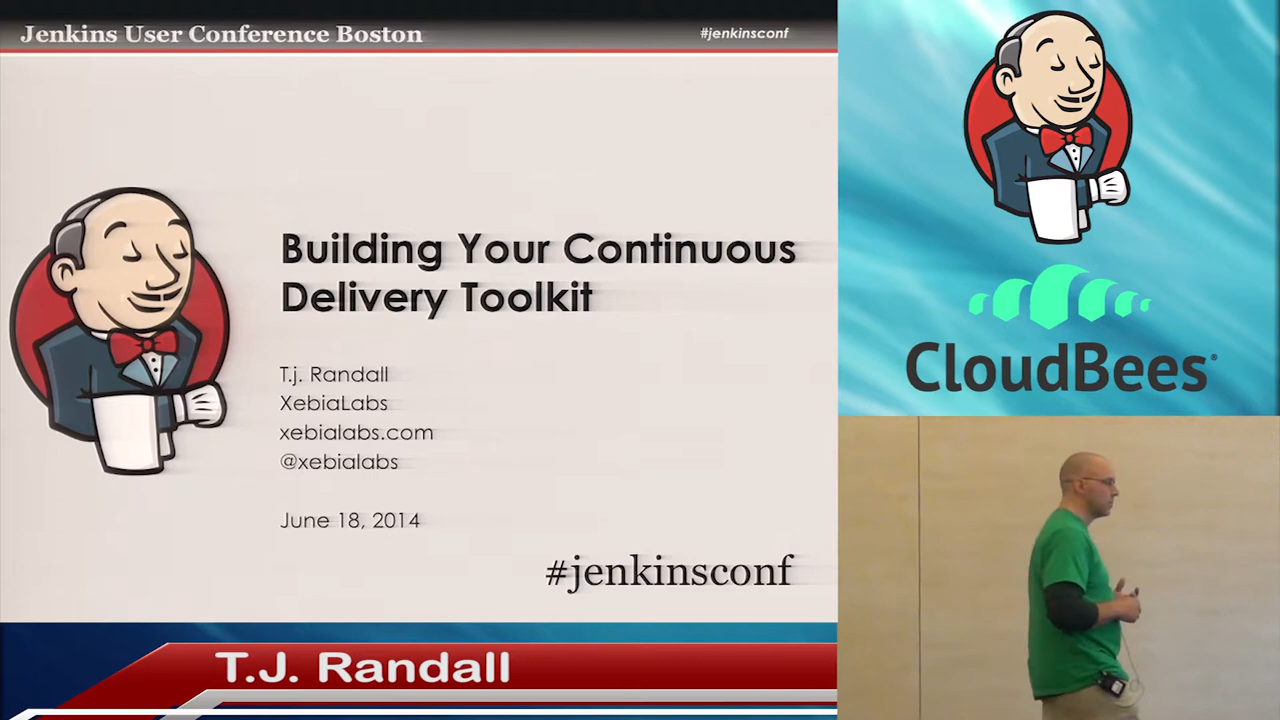 Jenkins User Conference Boston
#jenkinsconf
Building Your Continuous
Delivery Toolkit
T.j. Randall
XebiaLabs
xebialabs.com
@xebialabs
June 18, 2014
#jenkinsconf
T.J. Randall
CloudBees®